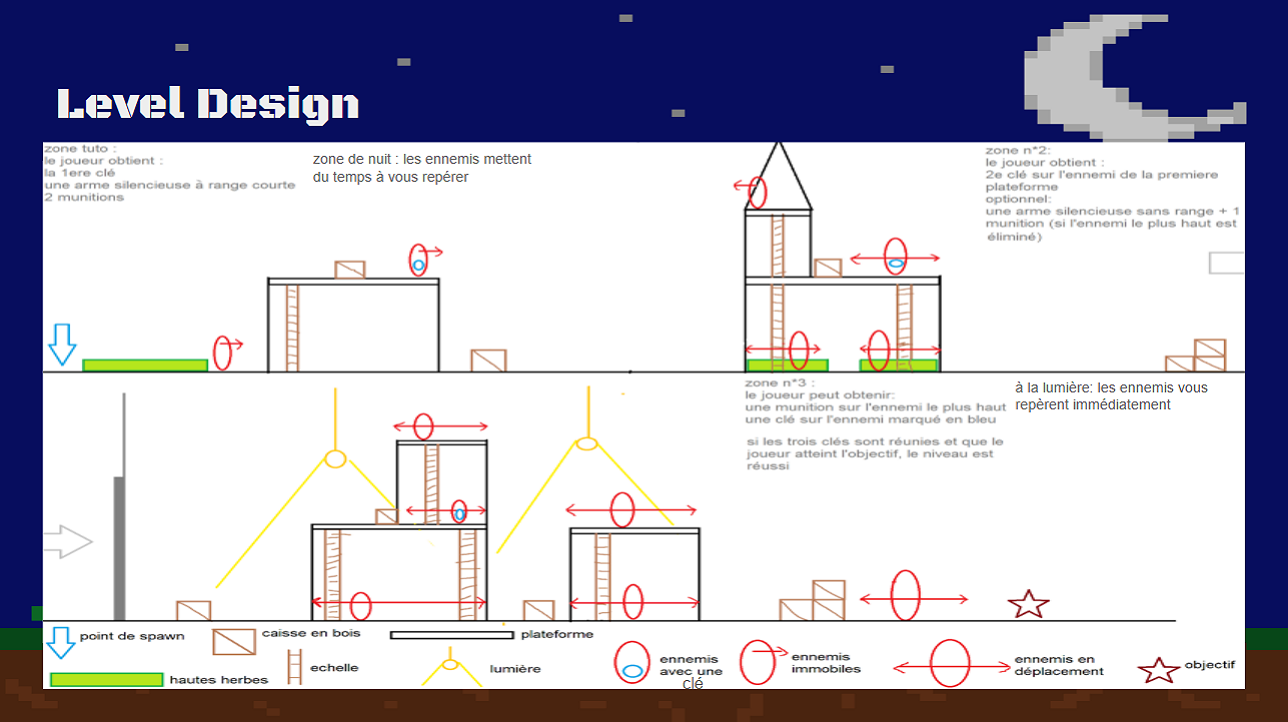 Level Design
zone tuto :
le joueur obtient :
la 1ere clé
une arme silencieuse à range courte
2 munitions
zone de nuit : les ennemis mettent
du temps à vous repérer
zone n*2:
le joueur obtient :
2e clé sur l'ennemi de la premiere
plateforme
optionnel:
une arme silencieuse sans range + 1
munition (si l'ennemi le plus haut est
éliminé)
zone n*3 :
le joueur peut obtenir:
une munition sur l'ennemi le plus haut
une clé sur l'ennemi marqué en bleu
si les trois clés sont réunies et que le
joueur atteint l'objectif, le niveau est
réussi
à la lumière: les ennemis vous
repèrent immédiatement
point de spawn
caisse en bois
plateforme
hautes herbes
echelle
lumière
ennemis
avec une
clé
ennemis
immobiles
ennemis en
déplacement
objectif